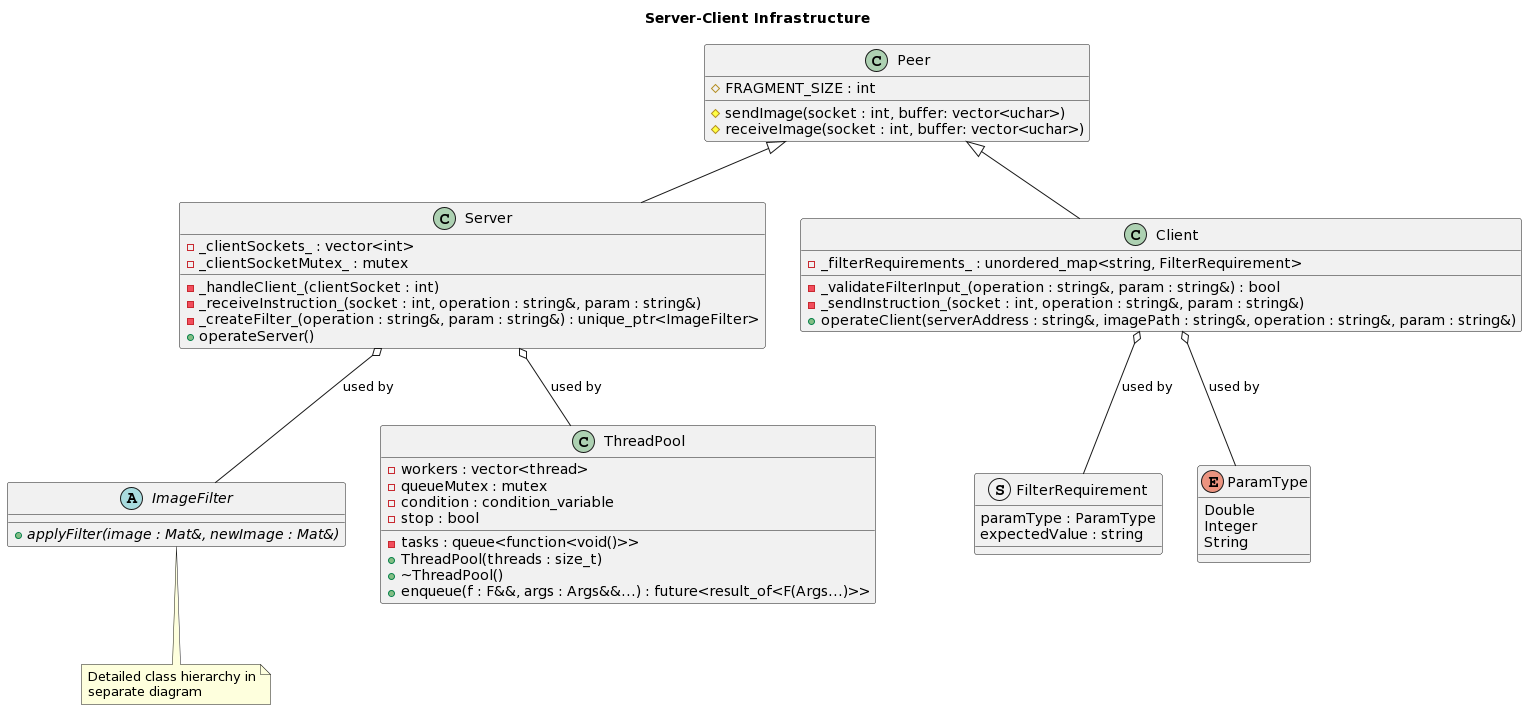 Server-Client Infrastructure
C Peer
FRAGMENT_SIZE : int
sendImage(socket : int, buffer: vector<uchar>)
receiveImage(socket : int, buffer: vector<uchar>)
C Server
_clientSockets_ : vector<int>
_clientSocketMutex_ : mutex
_handleClient_(clientSocket : int)
_receiveInstruction_(socket : int, operation : string&, param : string&)
_createFilter_(operation : string&, param : string&) : unique_ptr<ImageFilter>
operateServer()
C Client
_filterRequirements_ : unordered_map<string, FilterRequirement>
_validateFilterInput_(operation : string&, param : string&) : bool
_sendInstruction_(socket : int, operation : string&, param : string&)
operateClient(serverAddress : string&, imagePath : string&, operation : string&, param : string&)
used by
used by
used by
used by
A ImageFilter
applyFilter(image : Mat&, newImage : Mat&)
C ThreadPool
workers : vector<thread>
queueMutex : mutex
condition : condition_variable
stop : bool
tasks : queue<function<void()>>
ThreadPool(threads : size_t)
~ThreadPool()
enqueue(f : F&&, args : Args&&...) : future<result_of<F(Args...)>>
S FilterRequirement
paramType : ParamType
expectedValue : string
E ParamType
Double
Integer
String
Detailed class hierarchy in
separate diagram